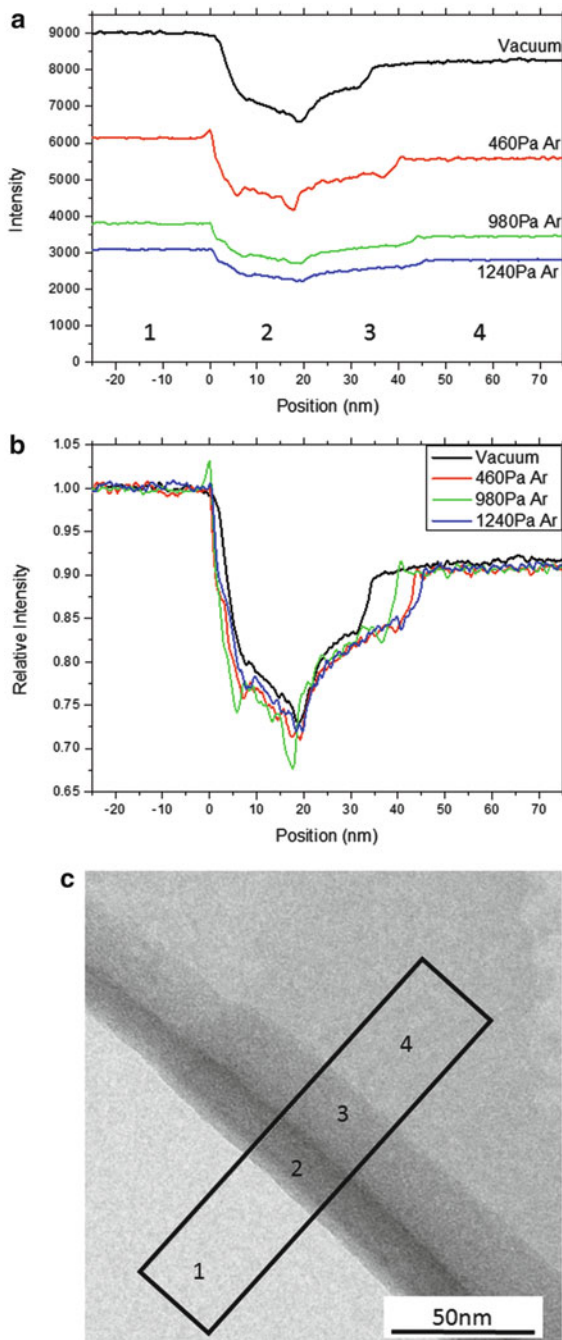 a
9000
8000
7000
6000
5000
4000
3000
2000
1000
0
Intensity
Vacuum
460Pa Ar
980Pa Ar
1240Pa Ar
1 2 3 4
-20 -10 0 10 20 30 40 50 60 70
Position (nm)
b
1.05
1.00
0.95
0.90
0.85
0.80
0.75
0.70
0.65
Relative Intensity
Vacuum
460Pa Ar
980Pa Ar
1240Pa Ar
-20 -10 0 10 20 30 40 50 60 70
Position (nm)
c
4
3
2
1
50nm